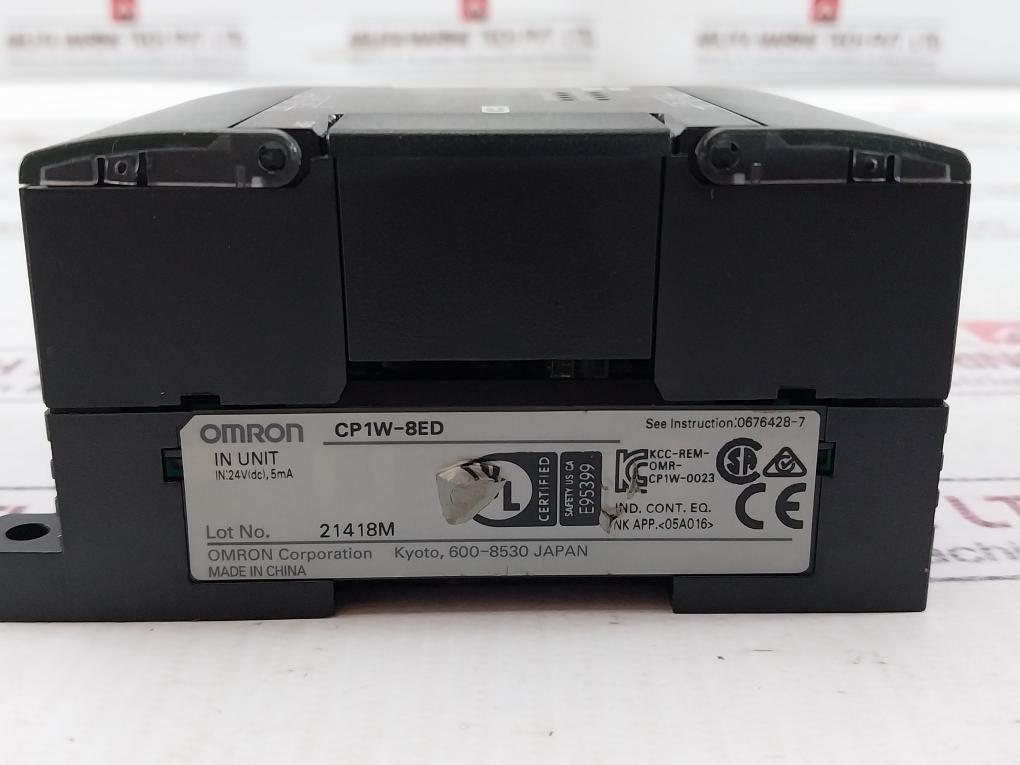 OMRON CP1W-8ED
See Instruction:0676428-7
IN UNIT
IN:24V(dc), 5mA
L
CERTIFIED
SAFETY US CA
E95399
KCC-REM-
OMR-
CP1W-0023
IND. CONT. EQ.
NK APP.<05A016>
CE
Lot No. 21418M
OMRON Corporation Kyoto, 600-8530 JAPAN
MADE IN CHINA